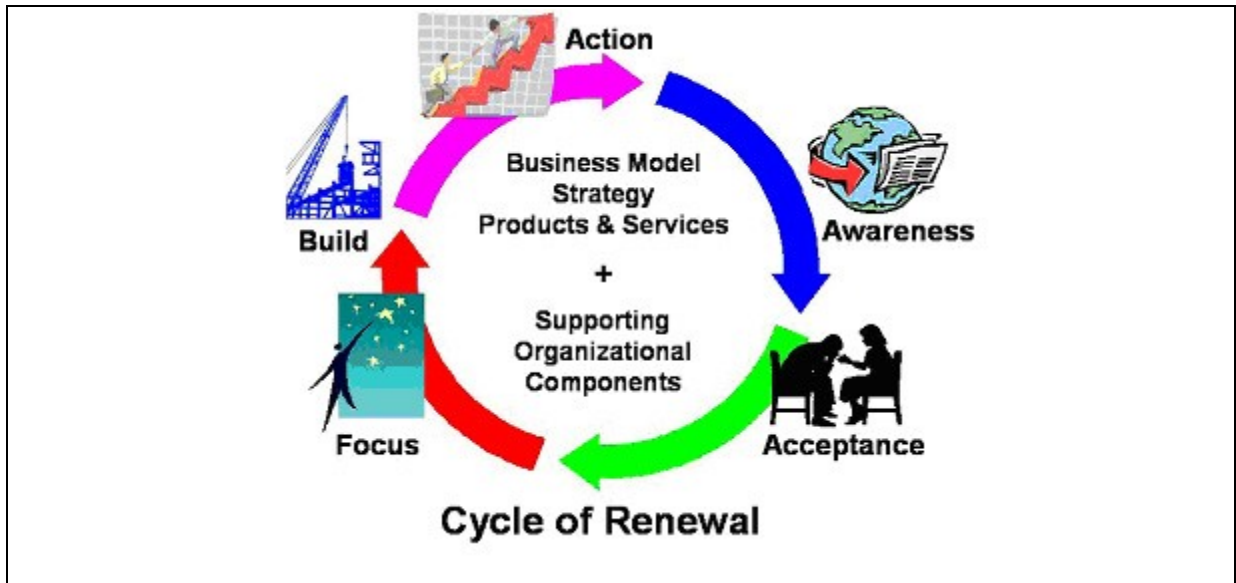 Action
Awareness
Acceptance
Focus
Build
Business Model
Strategy
Products & Services
+
Supporting
Organizational
Components
Cycle of Renewal